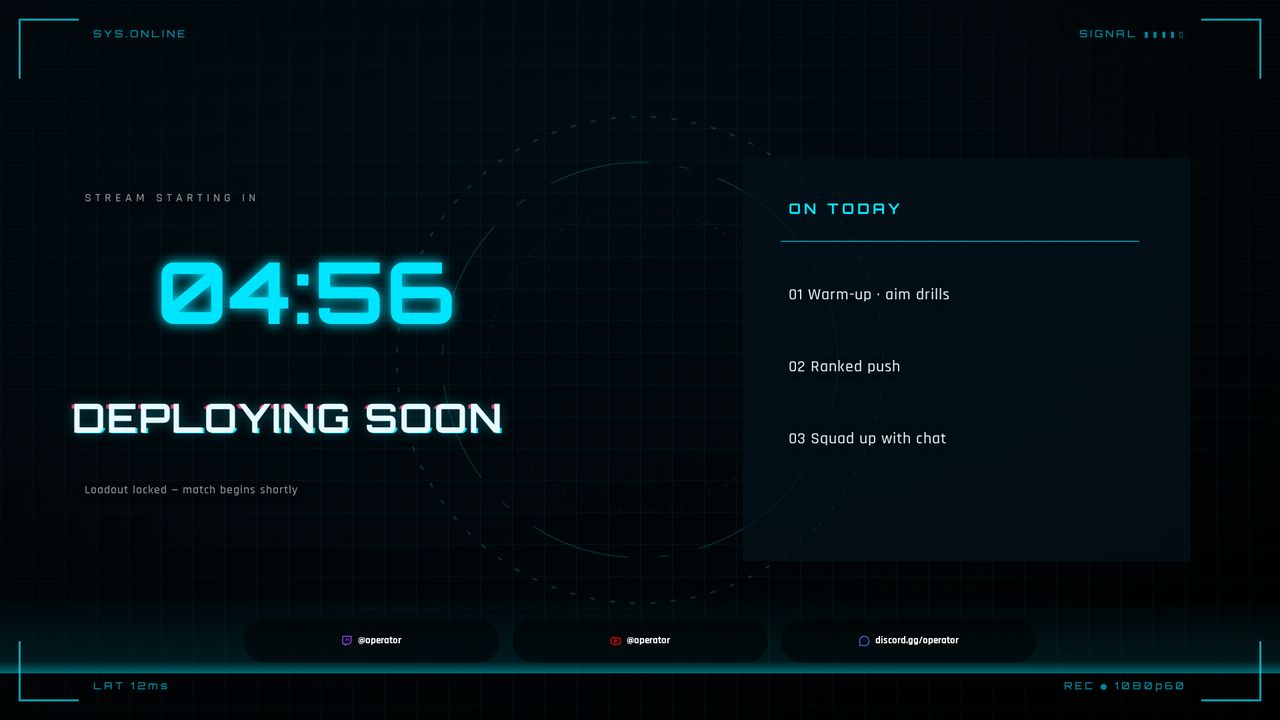 SYS.ONLINE
SIGNAL
STREAM STARTING IN
04:56
DEPLOYING SOON
Loadout locked — match begins shortly
ON TODAY
01 Warm-up · aim drills
02 Ranked push
03 Squad up with chat
@operator
@operator
discord.gg/operator
LAT 12ms
REC ● 1080p60